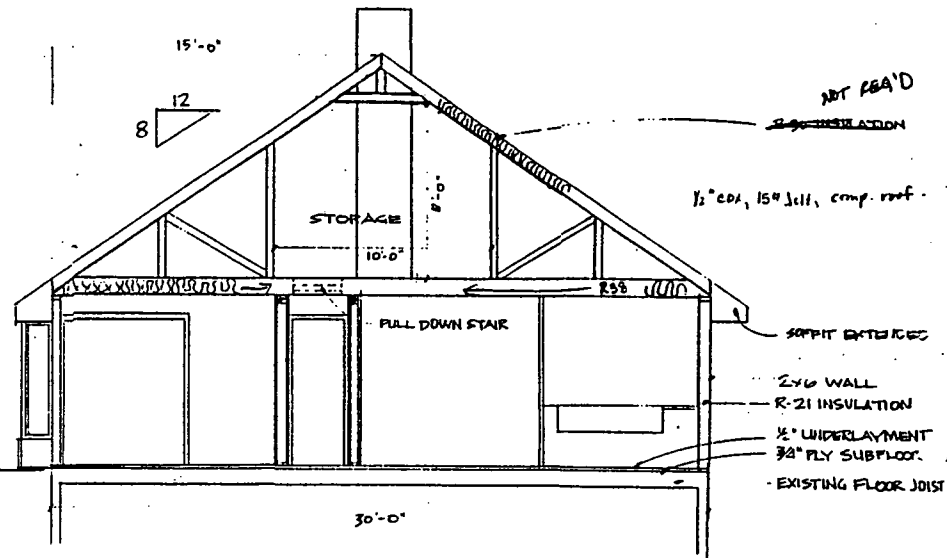 15'-0"
12
8
NOT REQ'D
R-30 INSULATION
1/2" CDX, 15# felt, comp. roof.
STORAGE
8'-0"
10'-0"
R38
PULL DOWN STAIR
SOFFIT
2x6 WALL
R-21 INSULATION
½" UNDERLAYMENT
3/4" PLY SUBFLOOR.
EXISTING FLOOR JOIST
30'-0"